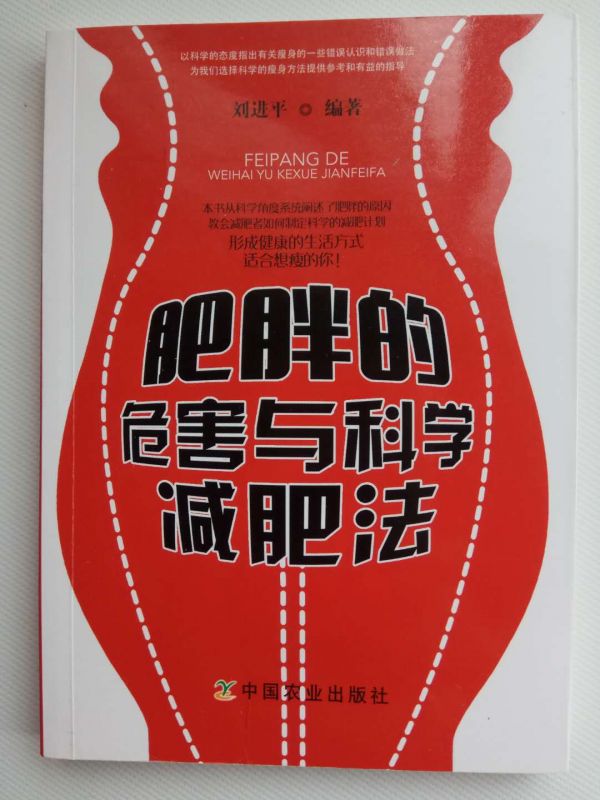 以科学的态度指出有关瘦身的一些错误认识和错误做法
为我们选择科学的瘦身方法提供参考和有益的指导
刘进平 编著
FEIPANG DE
WEIHAI YU KEXUE JIANFEIFA
本书从科学角度系统阐述了肥胖的原因
教会减肥者如何制定科学的减肥计划
形成健康的生活方式
适合想瘦的你!
肥胖的
危害与科学
减肥法
中国农业出版社